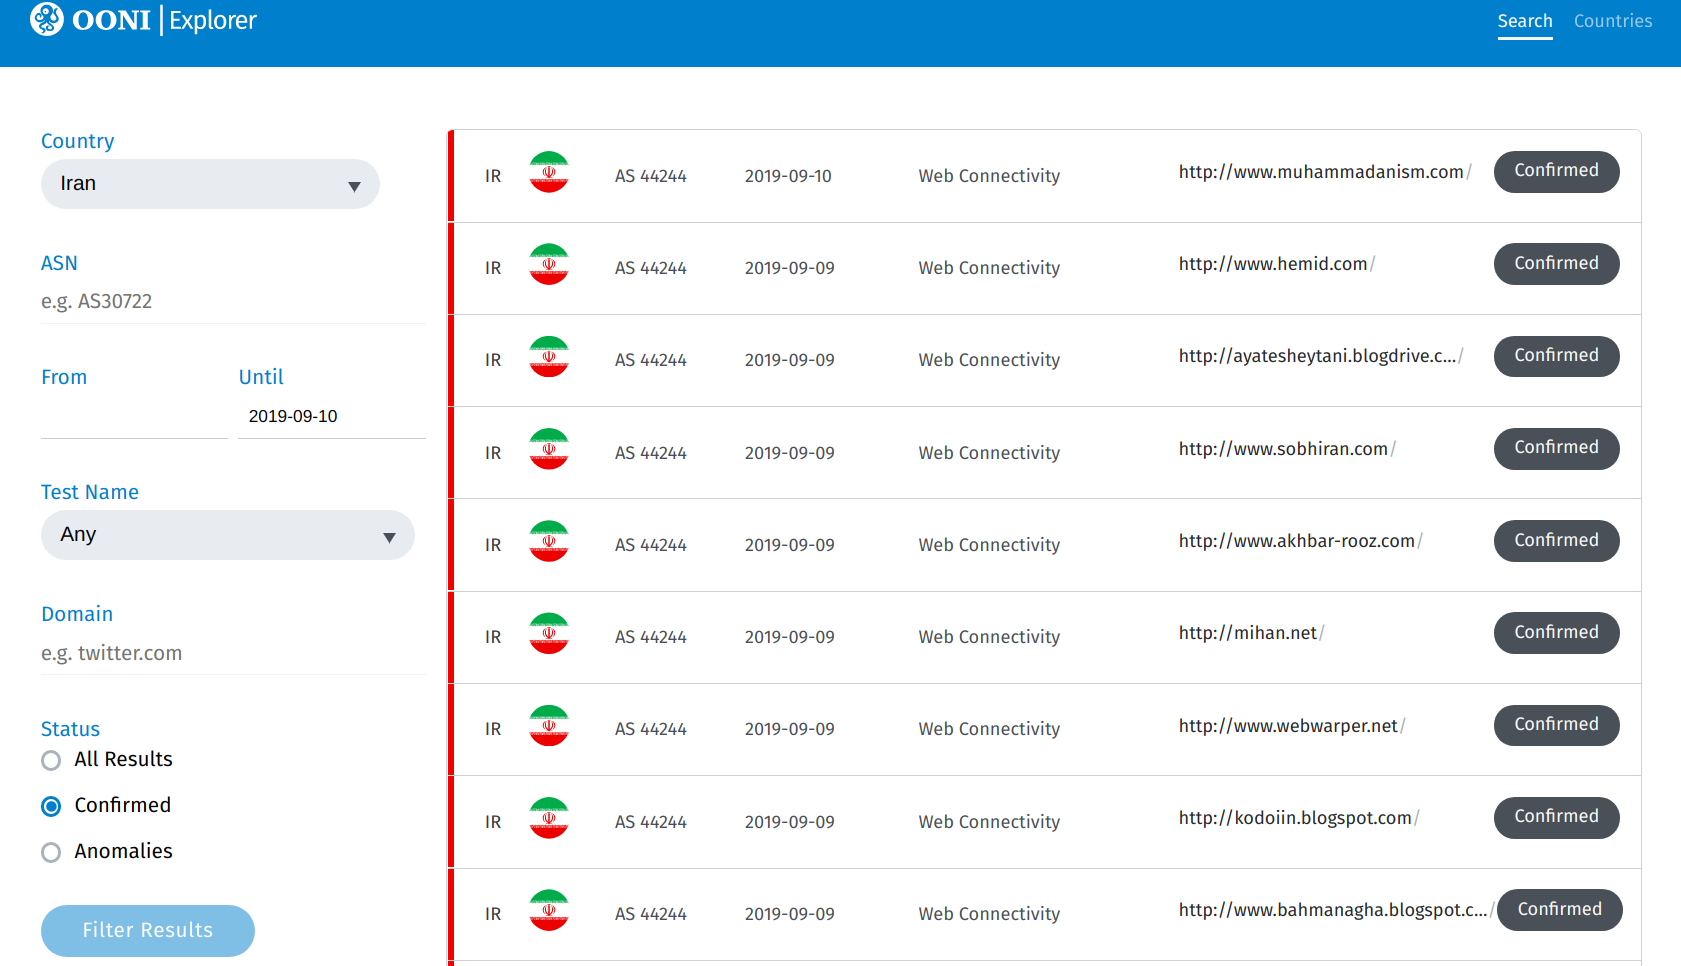 OONI Explorer
Search Countries
Country
Iran
ASN
e.g. AS30722
From Until
2019-09-10
Test Name
Any
Domain
e.g. twitter.com
Status
All Results
Confirmed
Anomalies
Filter Results
IR AS 44244 2019-09-10 Web Connectivity http://www.muhammadanism.com/ Confirmed
IR AS 44244 2019-09-09 Web Connectivity http://www.hemid.com/ Confirmed
IR AS 44244 2019-09-09 Web Connectivity http://ayatesheytani.blogdrive.c.../ Confirmed
IR AS 44244 2019-09-09 Web Connectivity http://www.sobhiran.com/ Confirmed
IR AS 44244 2019-09-09 Web Connectivity http://www.akhbar-rooz.com/ Confirmed
IR AS 44244 2019-09-09 Web Connectivity http://mihan.net/ Confirmed
IR AS 44244 2019-09-09 Web Connectivity http://www.webwarper.net/ Confirmed
IR AS 44244 2019-09-09 Web Connectivity http://kodoiin.blogspot.com/ Confirmed
IR AS 44244 2019-09-09 Web Connectivity http://www.bahmanagha.blogspot.c.../ Confirmed